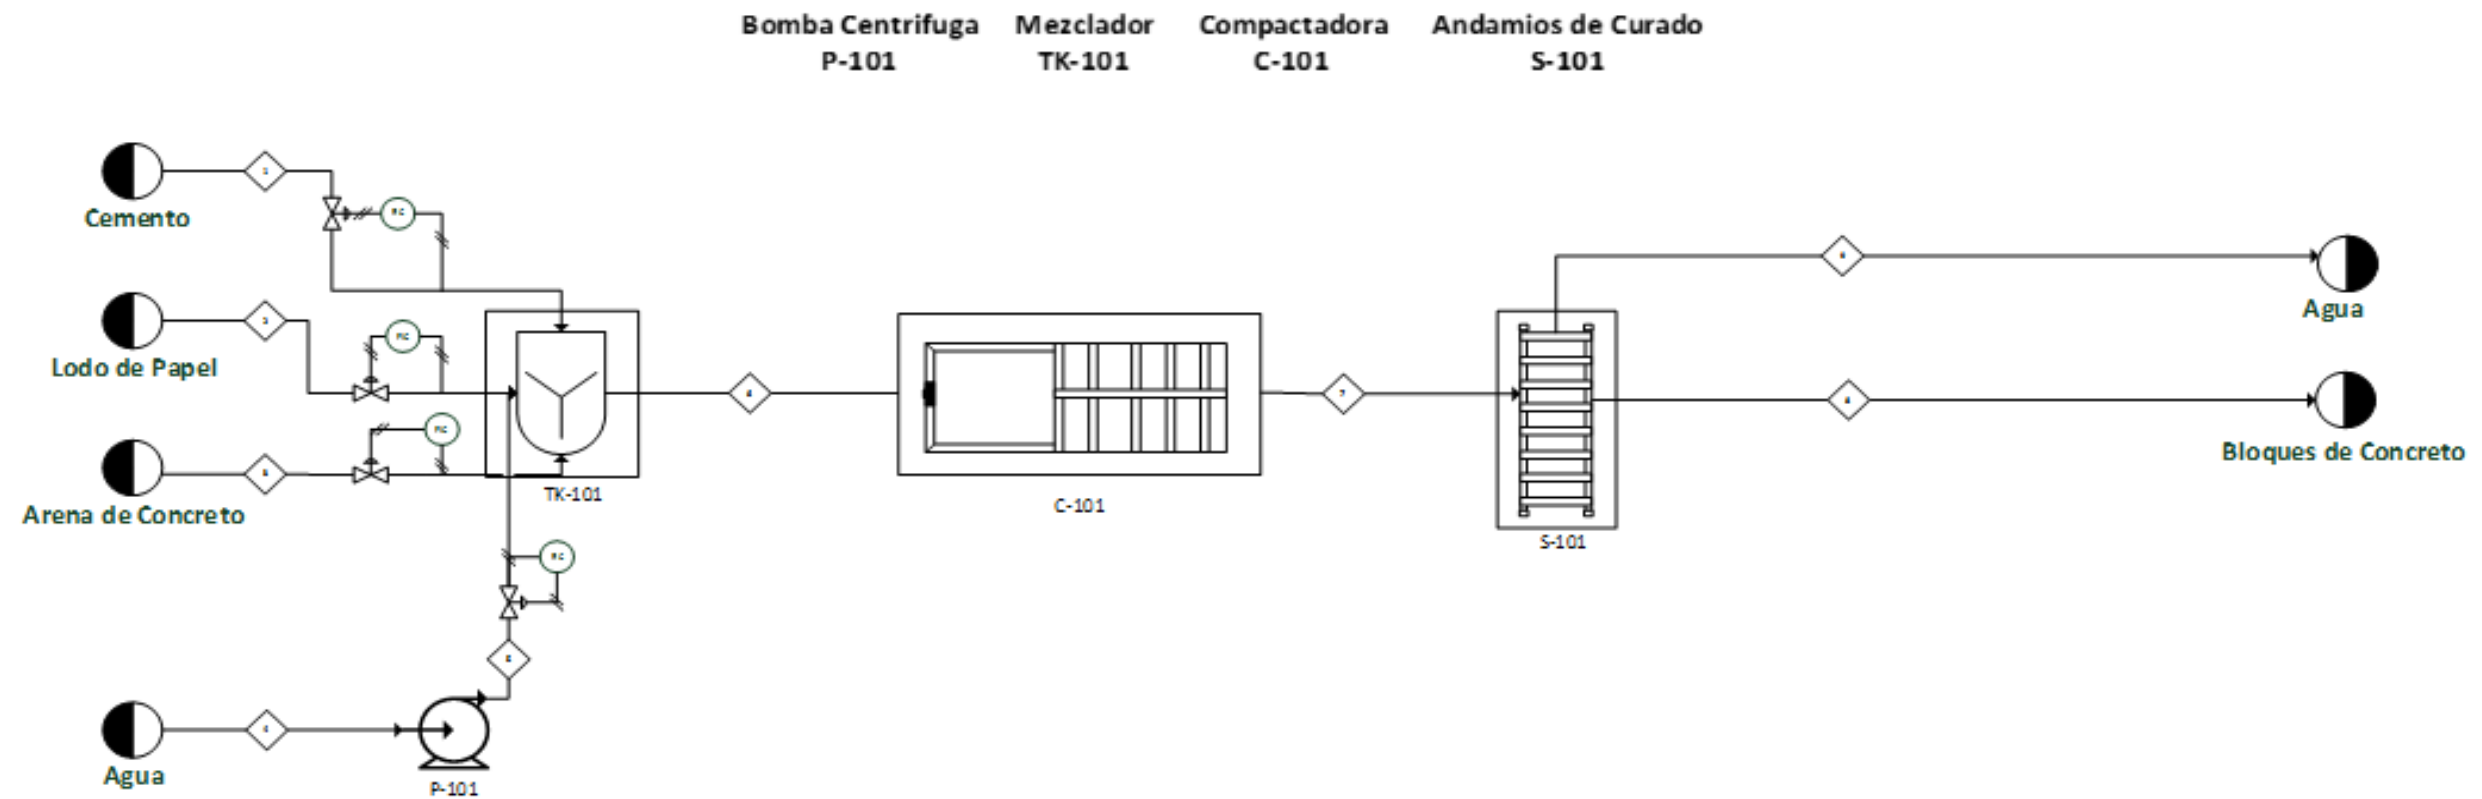 Bomba Centrifuga
P-101
Mezclador
TK-101
Compactadora
C-101
Andamios de Curado
S-101
Cemento
Lodo de Papel
Arena de Concreto
Agua
TK-101
C-101
S-101
P-101
7
Agua
Bloques de Concreto